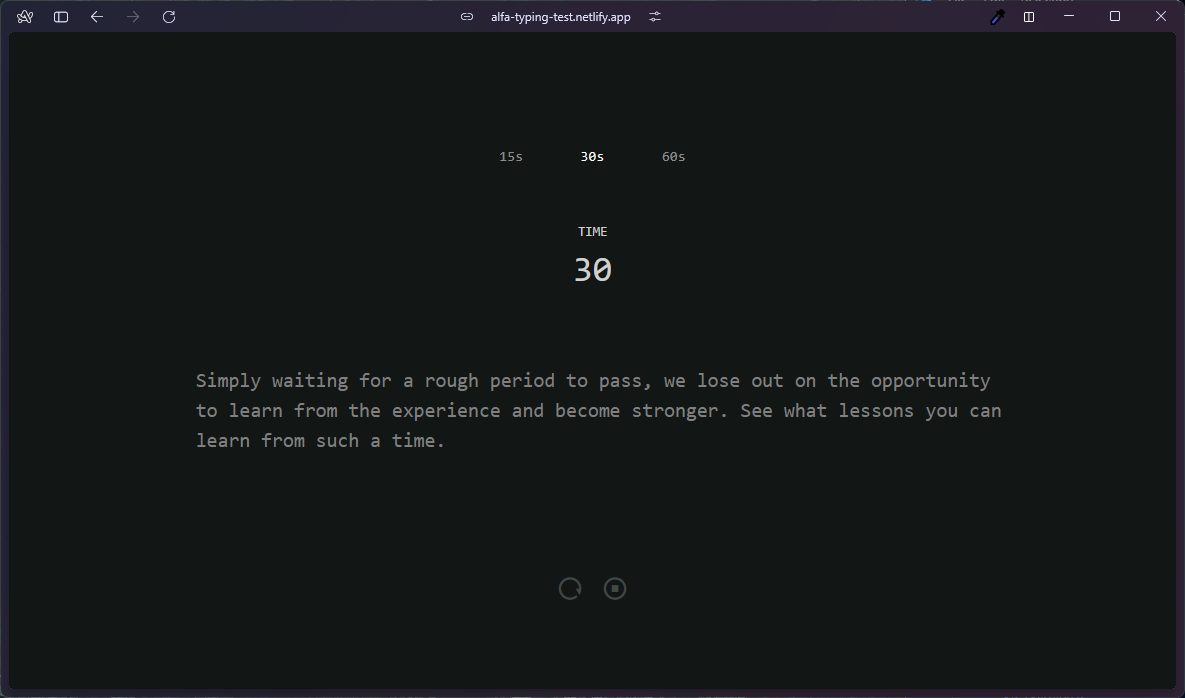 alfa-typing-test.netlify.app
15s 30s 60s
TIME
30
Simply waiting for a rough period to pass, we lose out on the opportunity
to learn from the experience and become stronger. See what lessons you can
learn from such a time.